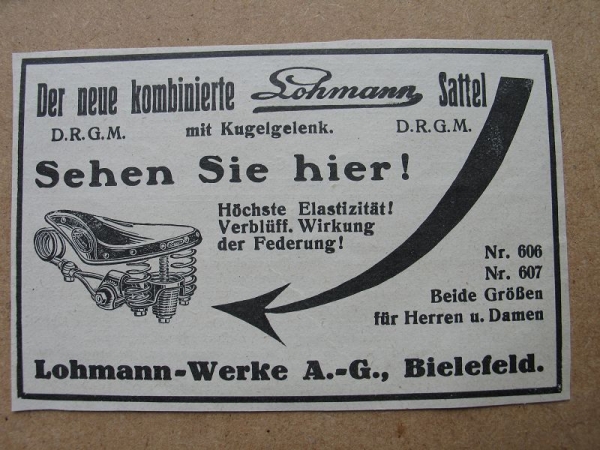 Der neue kombinierte Lohmann Sattel
D.R.G.M. mit Kugelgelenk. D.R.G.M.
Sehen Sie hier!
Höchste Elastizität!
Verblüff. Wirkung
der Federung!
Nr. 606
Nr. 607
Beide Größen
für Herren u. Damen
Lohmann-Werke A.-G., Bielefeld.